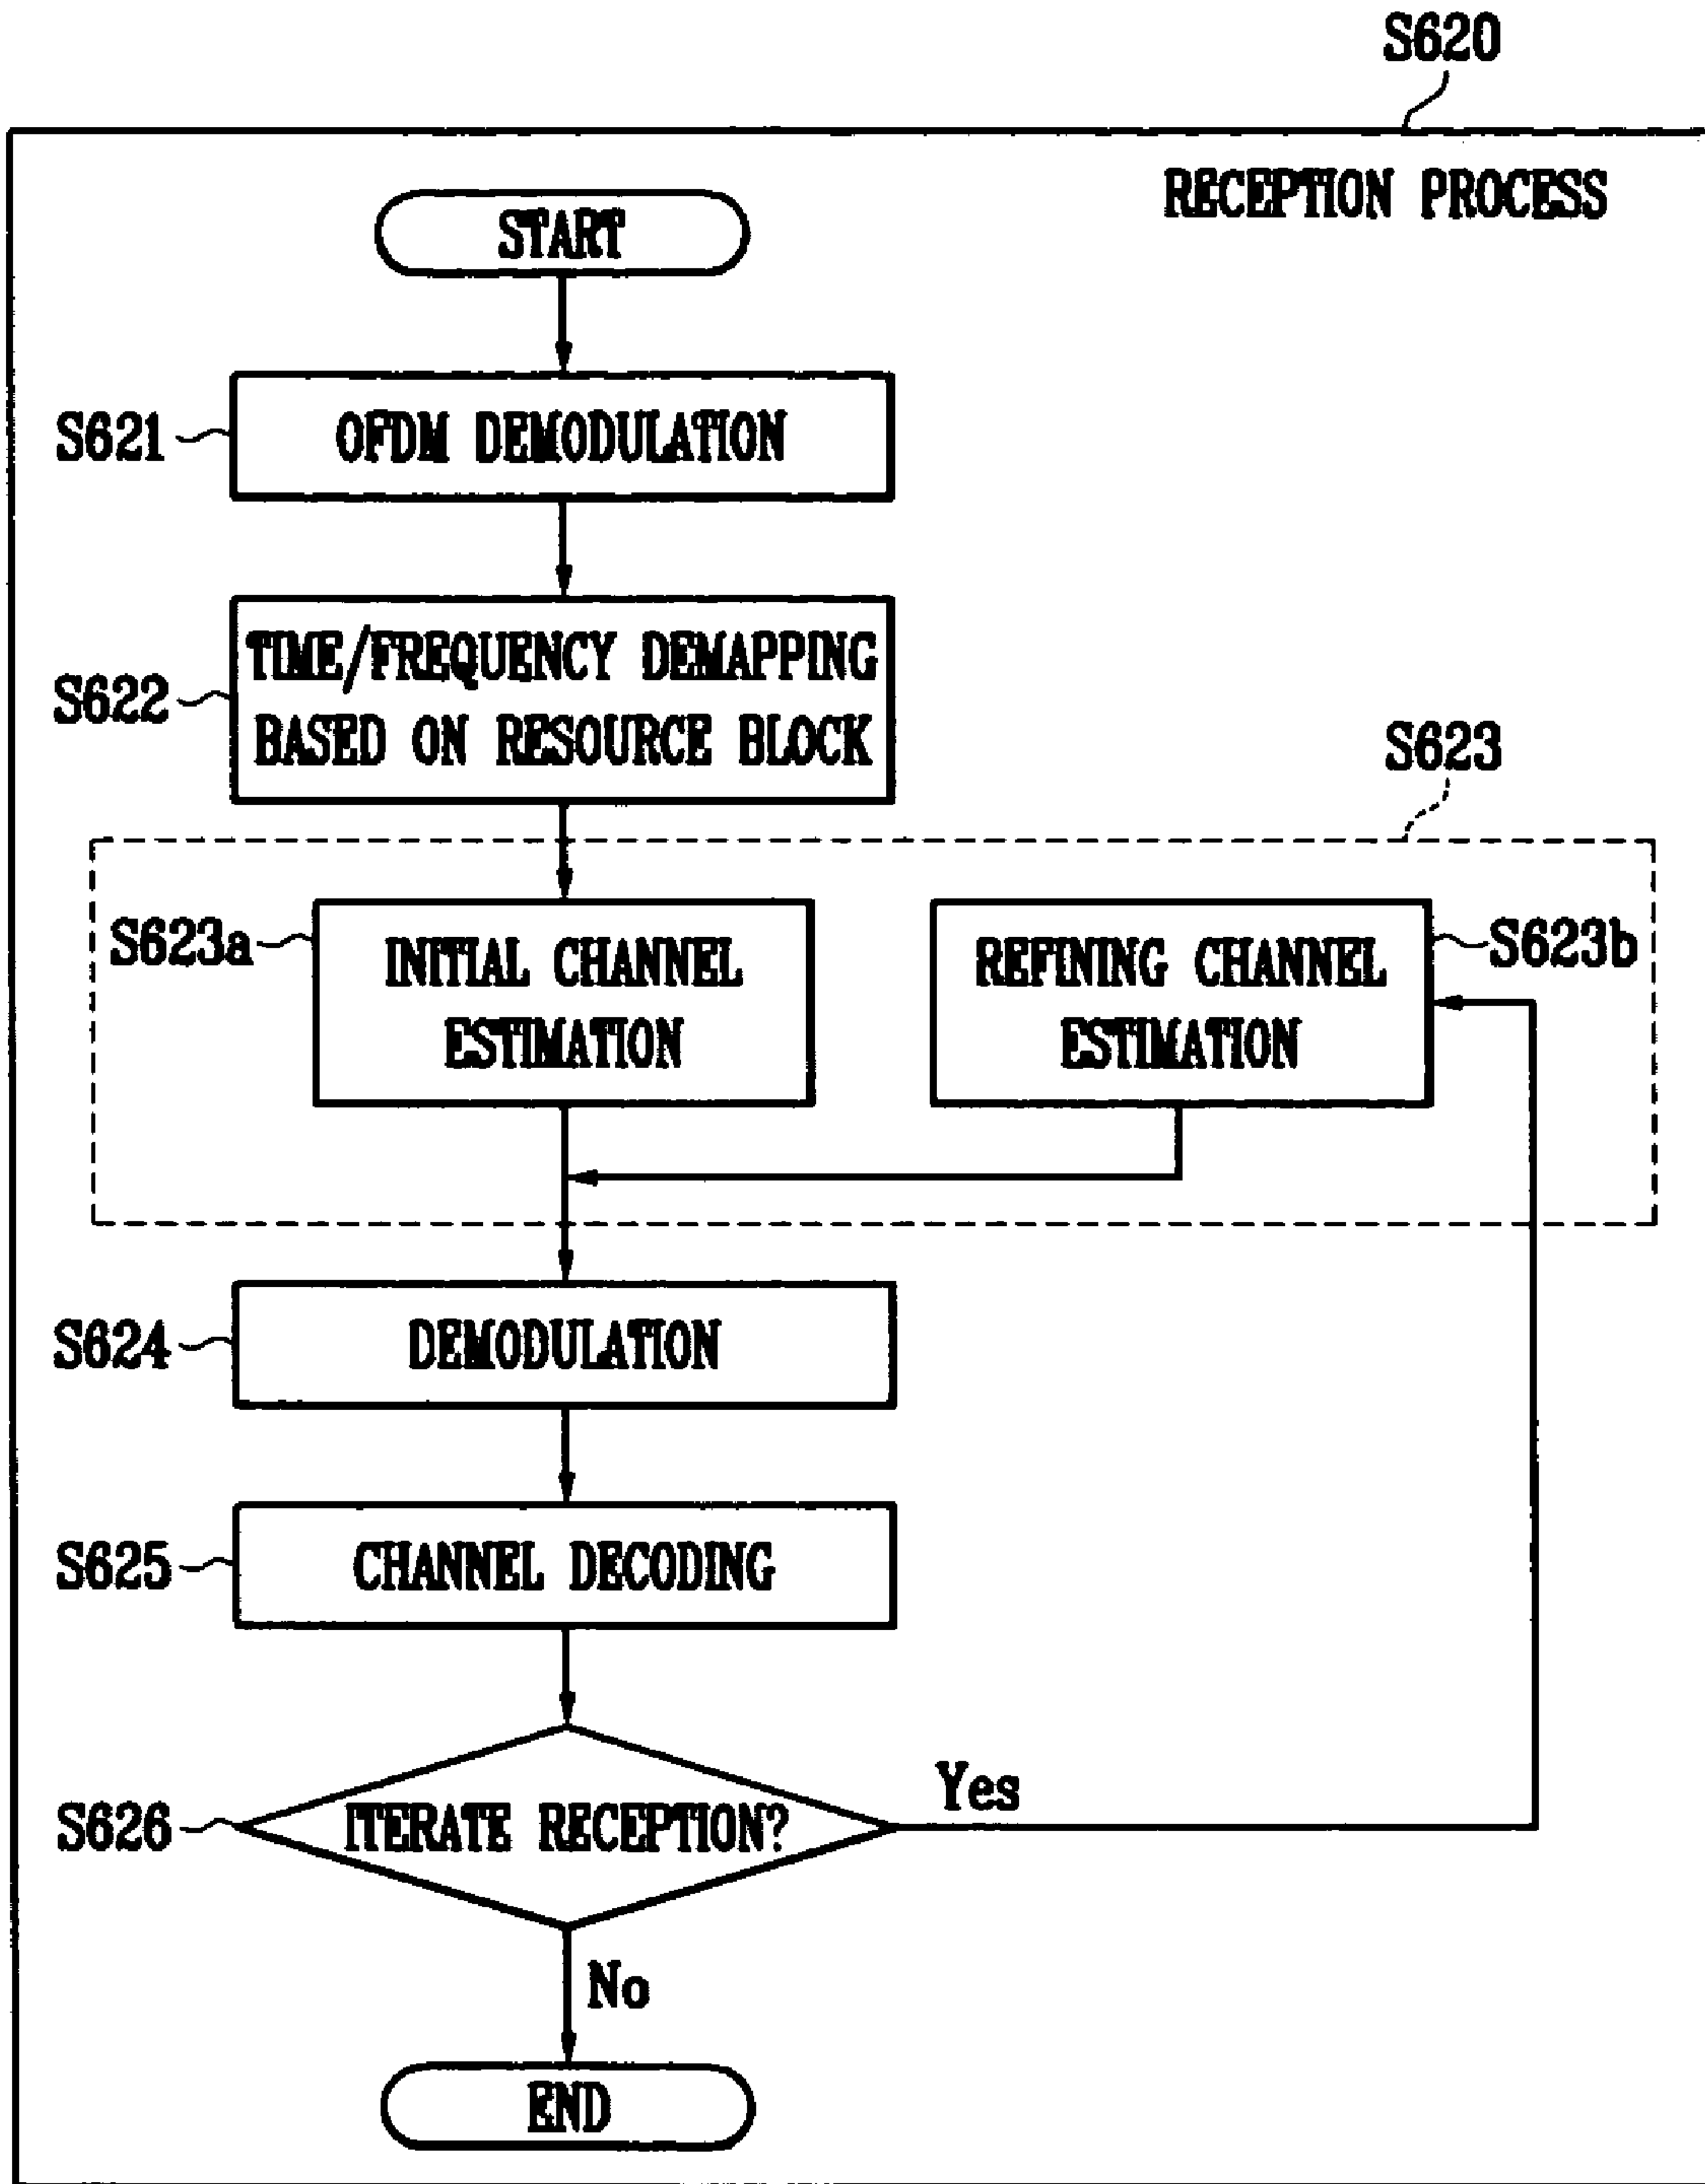 S620
RECEPTION PROCESS
START
S621
OFDM DEMODULATION
S622
TIME/FREQUENCY DEMAPPING
BASED ON RESOURCE BLOCK
S623
S623a
INITIAL CHANNEL
ESTIMATION
REFINING CHANNEL
ESTIMATION
S623b
S624
DEMODULATION
S625
CHANNEL DECODING
S626
ITERATE RECEPTION?
Yes
No
END